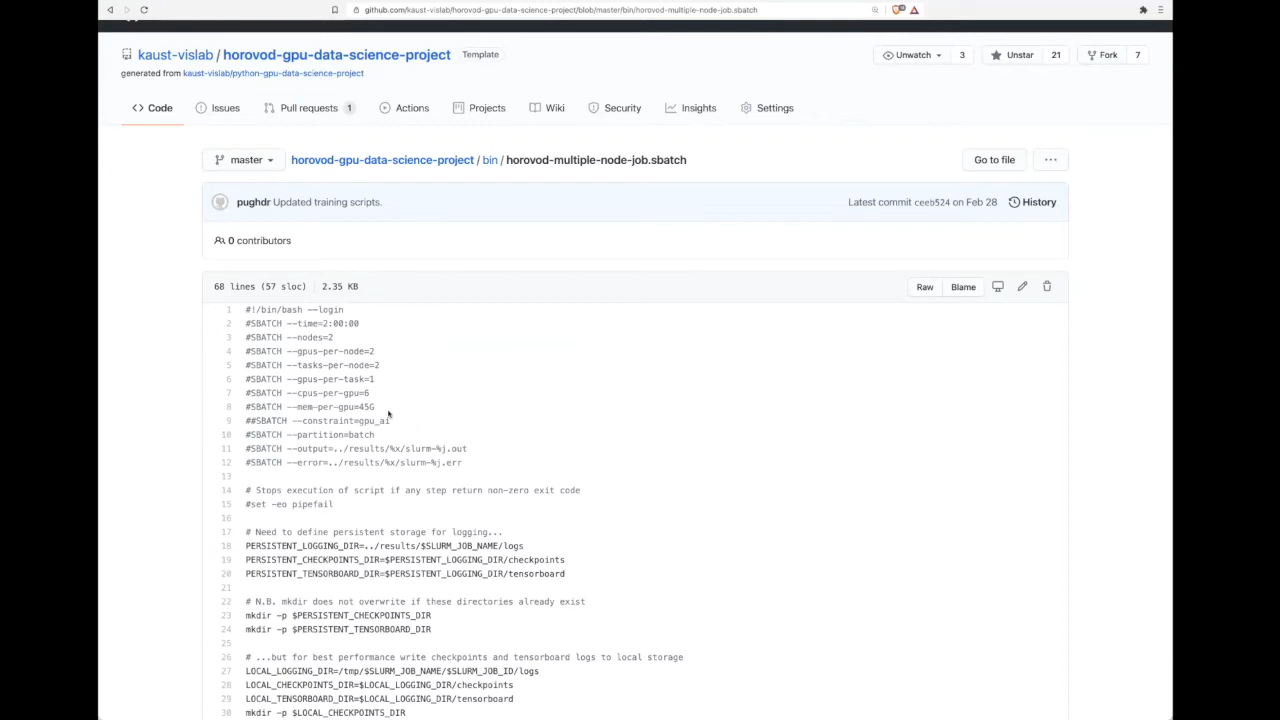 github.com/kaust-vislab/horovod-gpu-data-science-project/blob/master/bin/horovod-multiple-node-job.sbatch
kaust-vislab / horovod-gpu-data-science-project Template
Unwatch 3 Unstar 21 Fork 7
generated from kaust-vislab/python-gpu-data-science-project
Code Issues Pull requests 1 Actions Projects Wiki Security Insights Settings
master horovod-gpu-data-science-project / bin / horovod-multiple-node-job.sbatch Go to file ...
pughdr Updated training scripts. Latest commit ceeb524 on Feb 28 History
0 contributors
68 lines (57 sloc) 2.35 KB Raw Blame
1 #!/bin/bash --login
2 #SBATCH --time=2:00:00
3 #SBATCH --nodes=2
4 #SBATCH --gpus-per-node=2
5 #SBATCH --tasks-per-node=2
6 #SBATCH --gpus-per-task=1
7 #SBATCH --cpus-per-gpu=6
8 #SBATCH --mem-per-gpu=45G
9 ##SBATCH --constraint=gpu_ai
10 #SBATCH --partition=batch
11 #SBATCH --output=../results/%x/slurm-%j.out
12 #SBATCH --error=../results/%x/slurm-%j.err
13
14 # Stops execution of script if any step return non-zero exit code
15 #set -eo pipefail
16
17 # Need to define persistent storage for logging...
18 PERSISTENT_LOGGING_DIR=../results/$SLURM_JOB_NAME/logs
19 PERSISTENT_CHECKPOINTS_DIR=$PERSISTENT_LOGGING_DIR/checkpoints
20 PERSISTENT_TENSORBOARD_DIR=$PERSISTENT_LOGGING_DIR/tensorboard
21
22 # N.B. mkdir does not overwrite if these directories already exist
23 mkdir -p $PERSISTENT_CHECKPOINTS_DIR
24 mkdir -p $PERSISTENT_TENSORBOARD_DIR
25
26 # ...but for best performance write checkpoints and tensorboard logs to local storage
27 LOCAL_LOGGING_DIR=/tmp/$SLURM_JOB_NAME/$SLURM_JOB_ID/logs
28 LOCAL_CHECKPOINTS_DIR=$LOCAL_LOGGING_DIR/checkpoints
29 LOCAL_TENSORBOARD_DIR=$LOCAL_LOGGING_DIR/tensorboard
30 mkdir -p $LOCAL_CHECKPOINTS_DIR